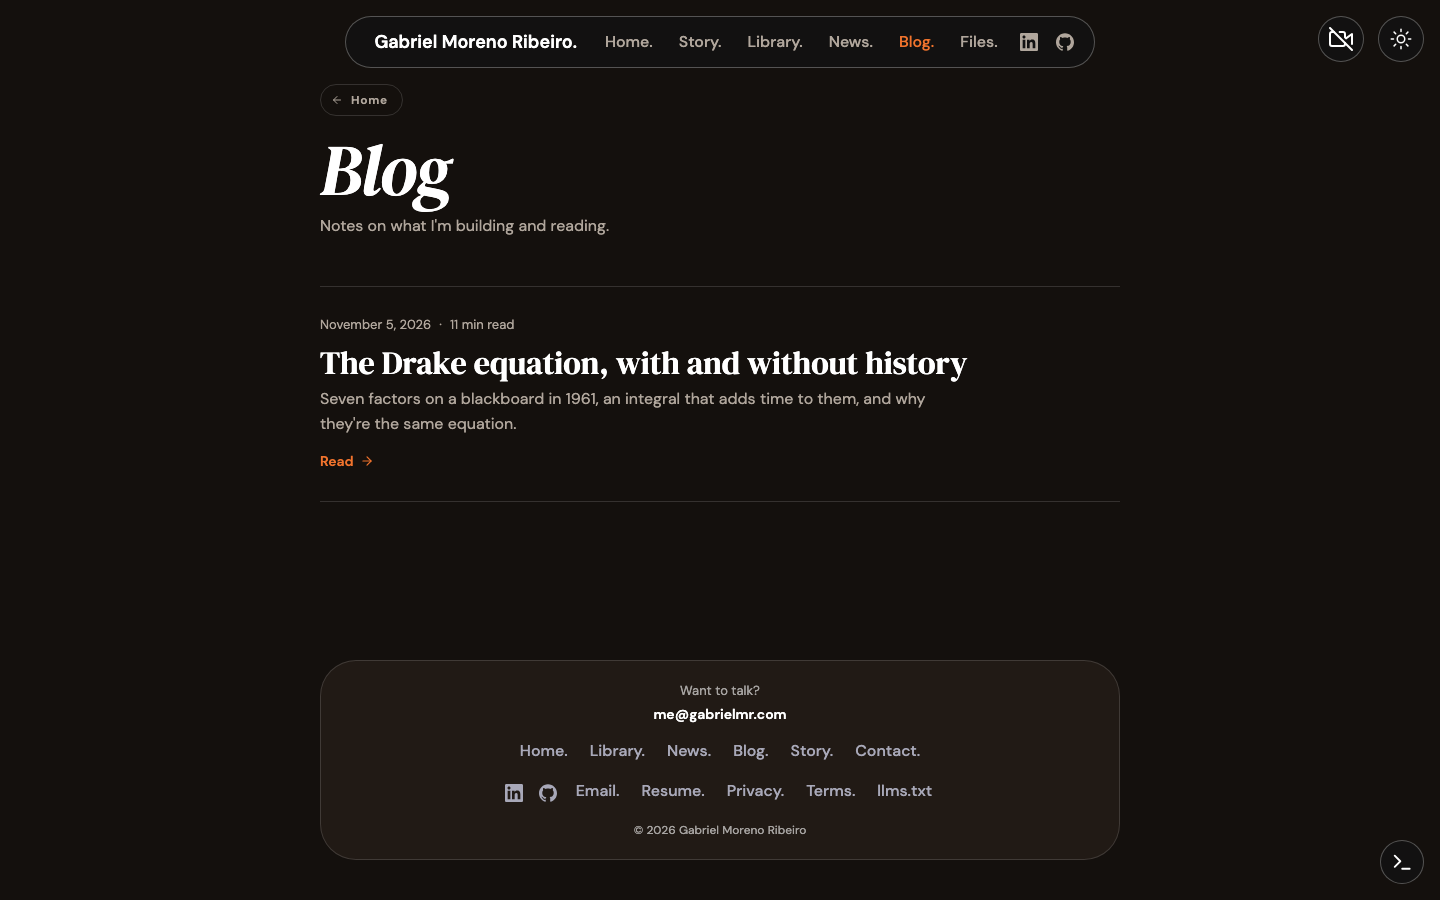 Gabriel Moreno Ribeiro. Home. Story. Library. News. Blog. Files.
← Home
Blog
Notes on what I'm building and reading.
November 5, 2026 · 11 min read
The Drake equation, with and without history
Seven factors on a blackboard in 1961, an integral that adds time to them, and why
they're the same equation.
Read →
Want to talk?
me@gabrielmr.com
Home. Library. News. Blog. Story. Contact.
Email. Resume. Privacy. Terms. llms.txt
© 2026 Gabriel Moreno Ribeiro